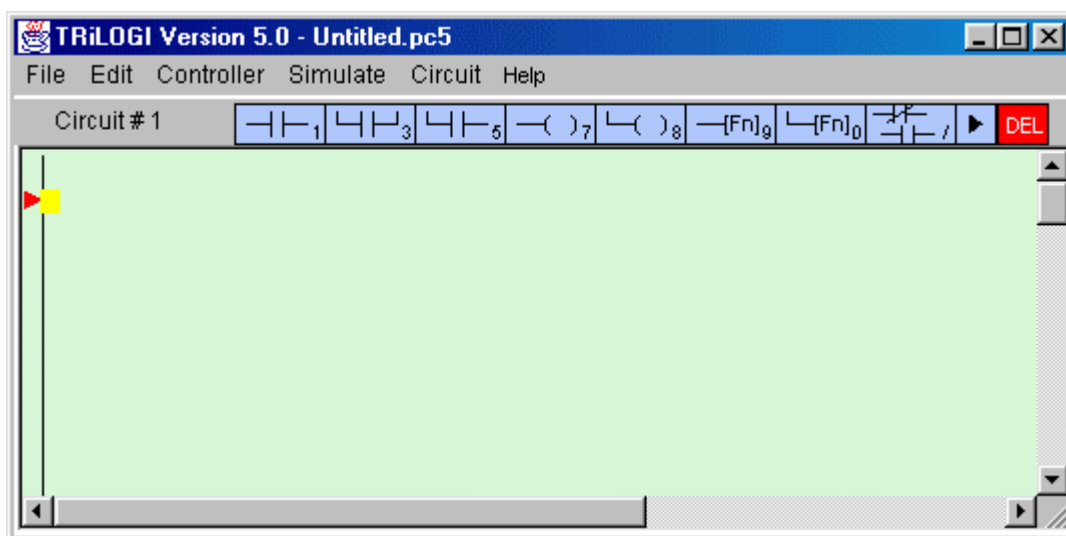 TRiLOGI Version 5.0 - Untitled.pc5
File Edit Controller Simulate Circuit Help
Circuit # 1 1 3 5 ( )7 ( )8 [Fn]9 [Fn]0 / DEL